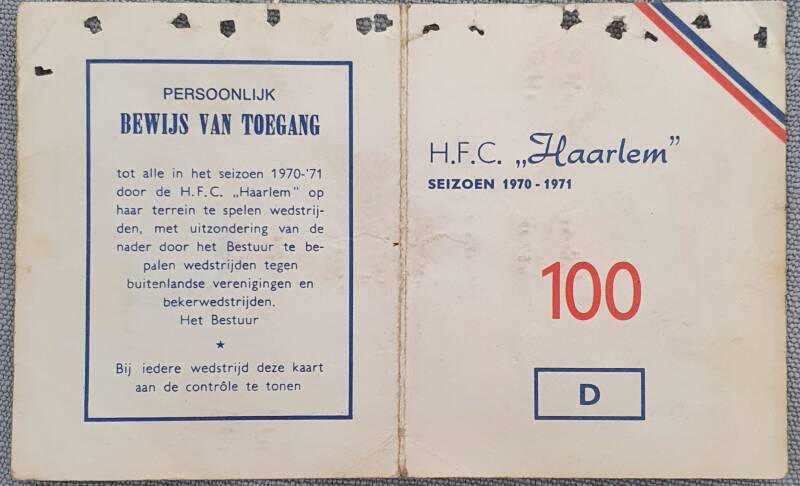 PERSOONLIJK
BEWIJS VAN TOEGANG
tot alle in het seizoen 1970-'71
door de H.F.C. „Haarlem" op
haar terrein te spelen wedstrij-
den, met uitzondering van de
nader door het Bestuur te be-
palen wedstrijden tegen
buitenlandse verenigingen en
bekerwedstrijden.
Het Bestuur
★
Bij iedere wedstrijd deze kaart
aan de contrôle te tonen
H.F.C. „Haarlem"
SEIZOEN 1970 - 1971
100
D